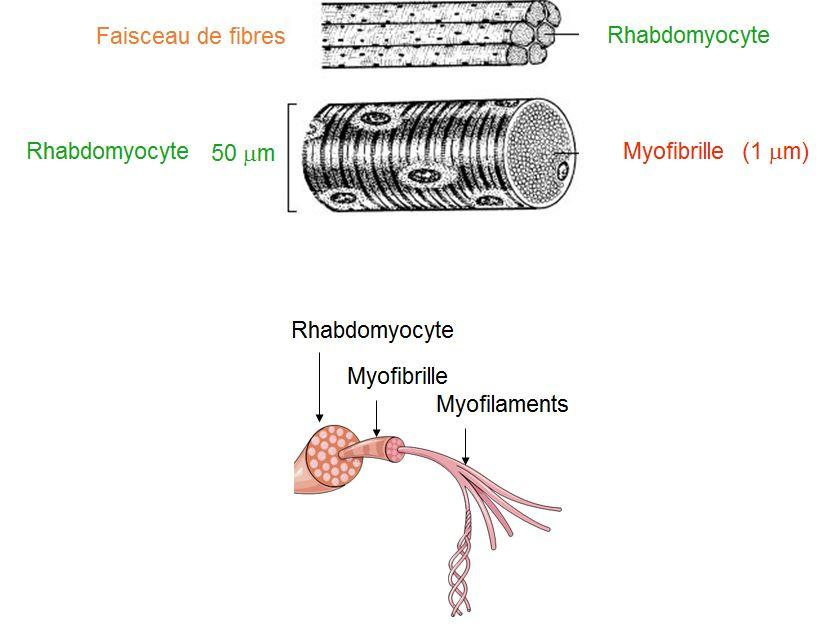 Faisceau de fibres
Rhabdomyocyte
Rhabdomyocyte 50 µm
Myofibrille (1 µm)
Rhabdomyocyte
Myofibrille
Myofilaments